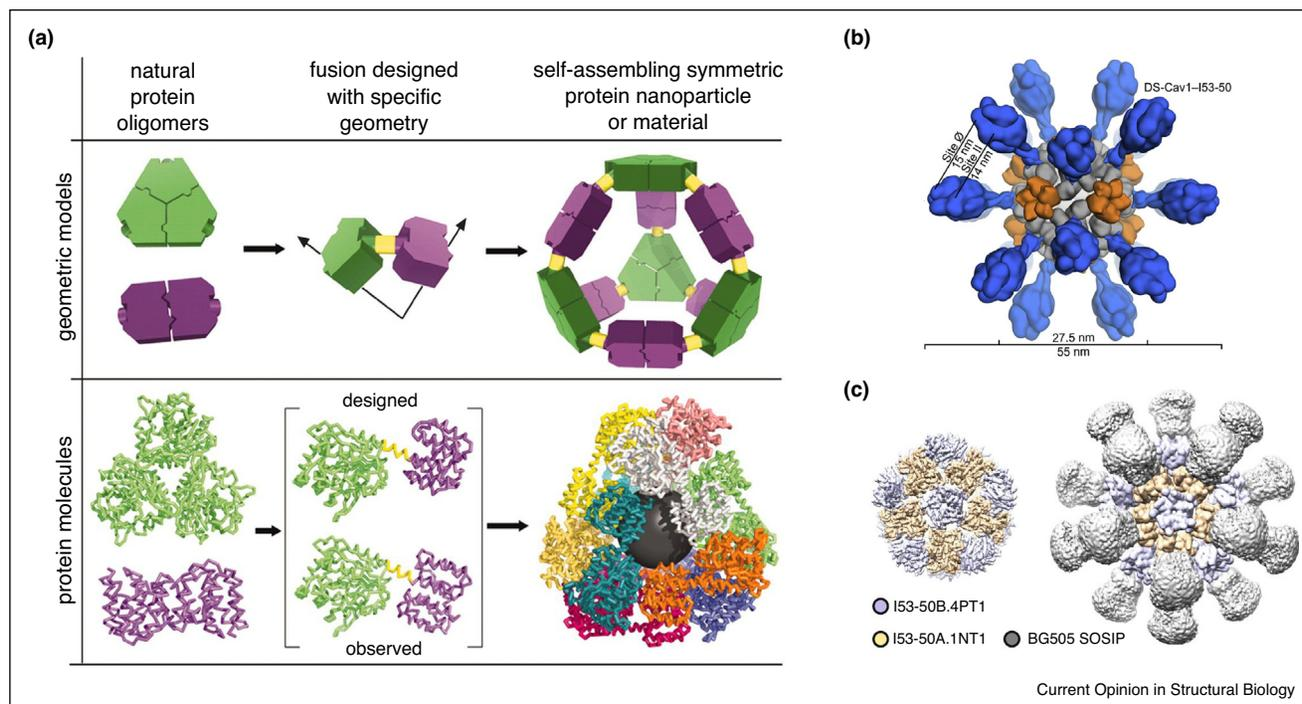 (a)
natural
protein
oligomers
fusion designed
with specific
geometry
self-assembling symmetric
protein nanoparticle
or material
geometric models
protein molecules
designed
observed
(b)
DS-Cav1–I53-50
Site Ø
15 nm
Site II
14 nm
27.5 nm
55 nm
(c)
I53-50B.4PT1
I53-50A.1NT1
BG505 SOSIP
Current Opinion in Structural Biology